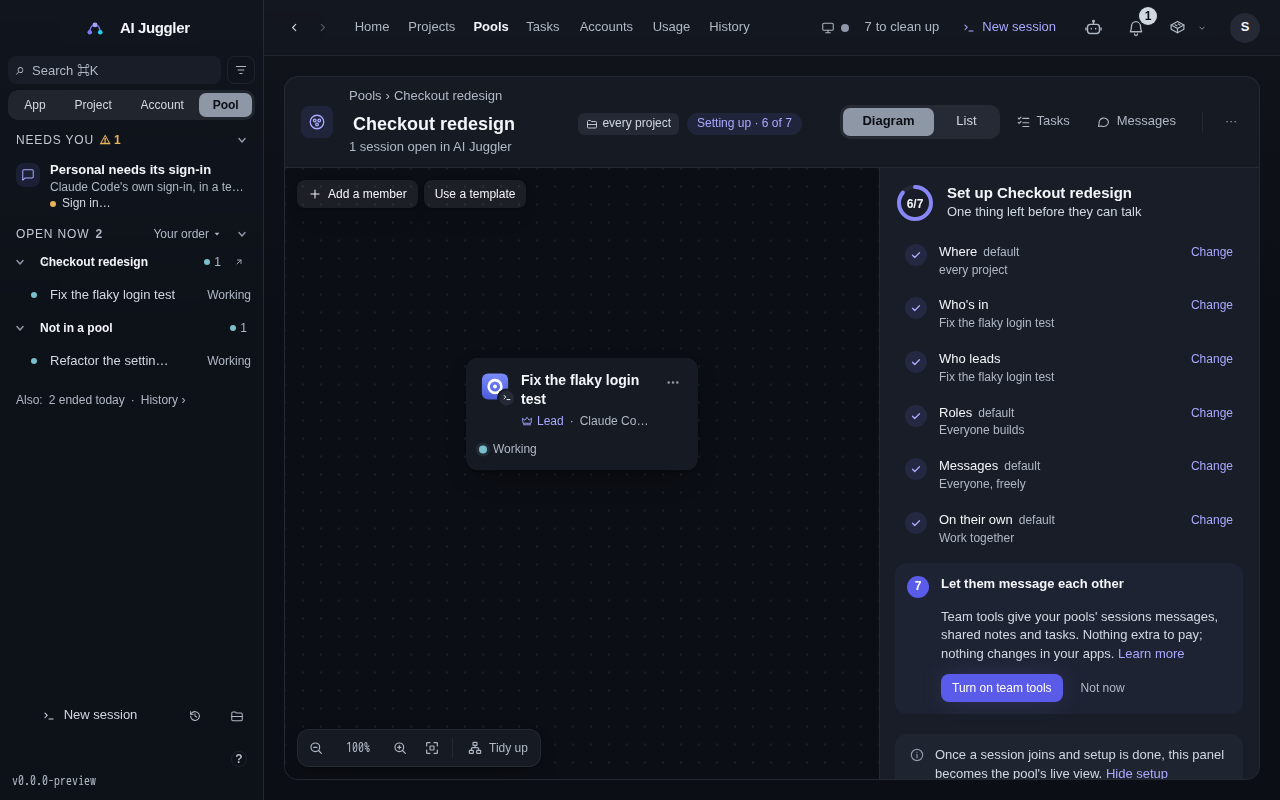 AI Juggler
Search ⌘K
App Project Account Pool
NEEDS YOU 1
Personal needs its sign-in
Claude Code's own sign-in, in a te…
Sign in…
OPEN NOW 2 Your order
Checkout redesign 1
Fix the flaky login test Working
Not in a pool 1
Refactor the settin… Working
Also: 2 ended today · History ›
New session
?
v0.0.0-preview
Home Projects Pools Tasks Accounts Usage History
7 to clean up
New session
1
S
Pools › Checkout redesign
Checkout redesign
1 session open in AI Juggler
every project
Setting up · 6 of 7
Diagram List
Tasks
Messages
Add a member
Use a template
Fix the flaky login
test
Lead · Claude Co…
Working
100%
Tidy up
6/7
Set up Checkout redesign
One thing left before they can talk
Where default Change
every project
Who's in Change
Fix the flaky login test
Who leads Change
Fix the flaky login test
Roles default Change
Everyone builds
Messages default Change
Everyone, freely
On their own default Change
Work together
7 Let them message each other
Team tools give your pools' sessions messages,
shared notes and tasks. Nothing extra to pay;
nothing changes in your apps. Learn more
Turn on team tools Not now
Once a session joins and setup is done, this panel
becomes the pool's live view. Hide setup